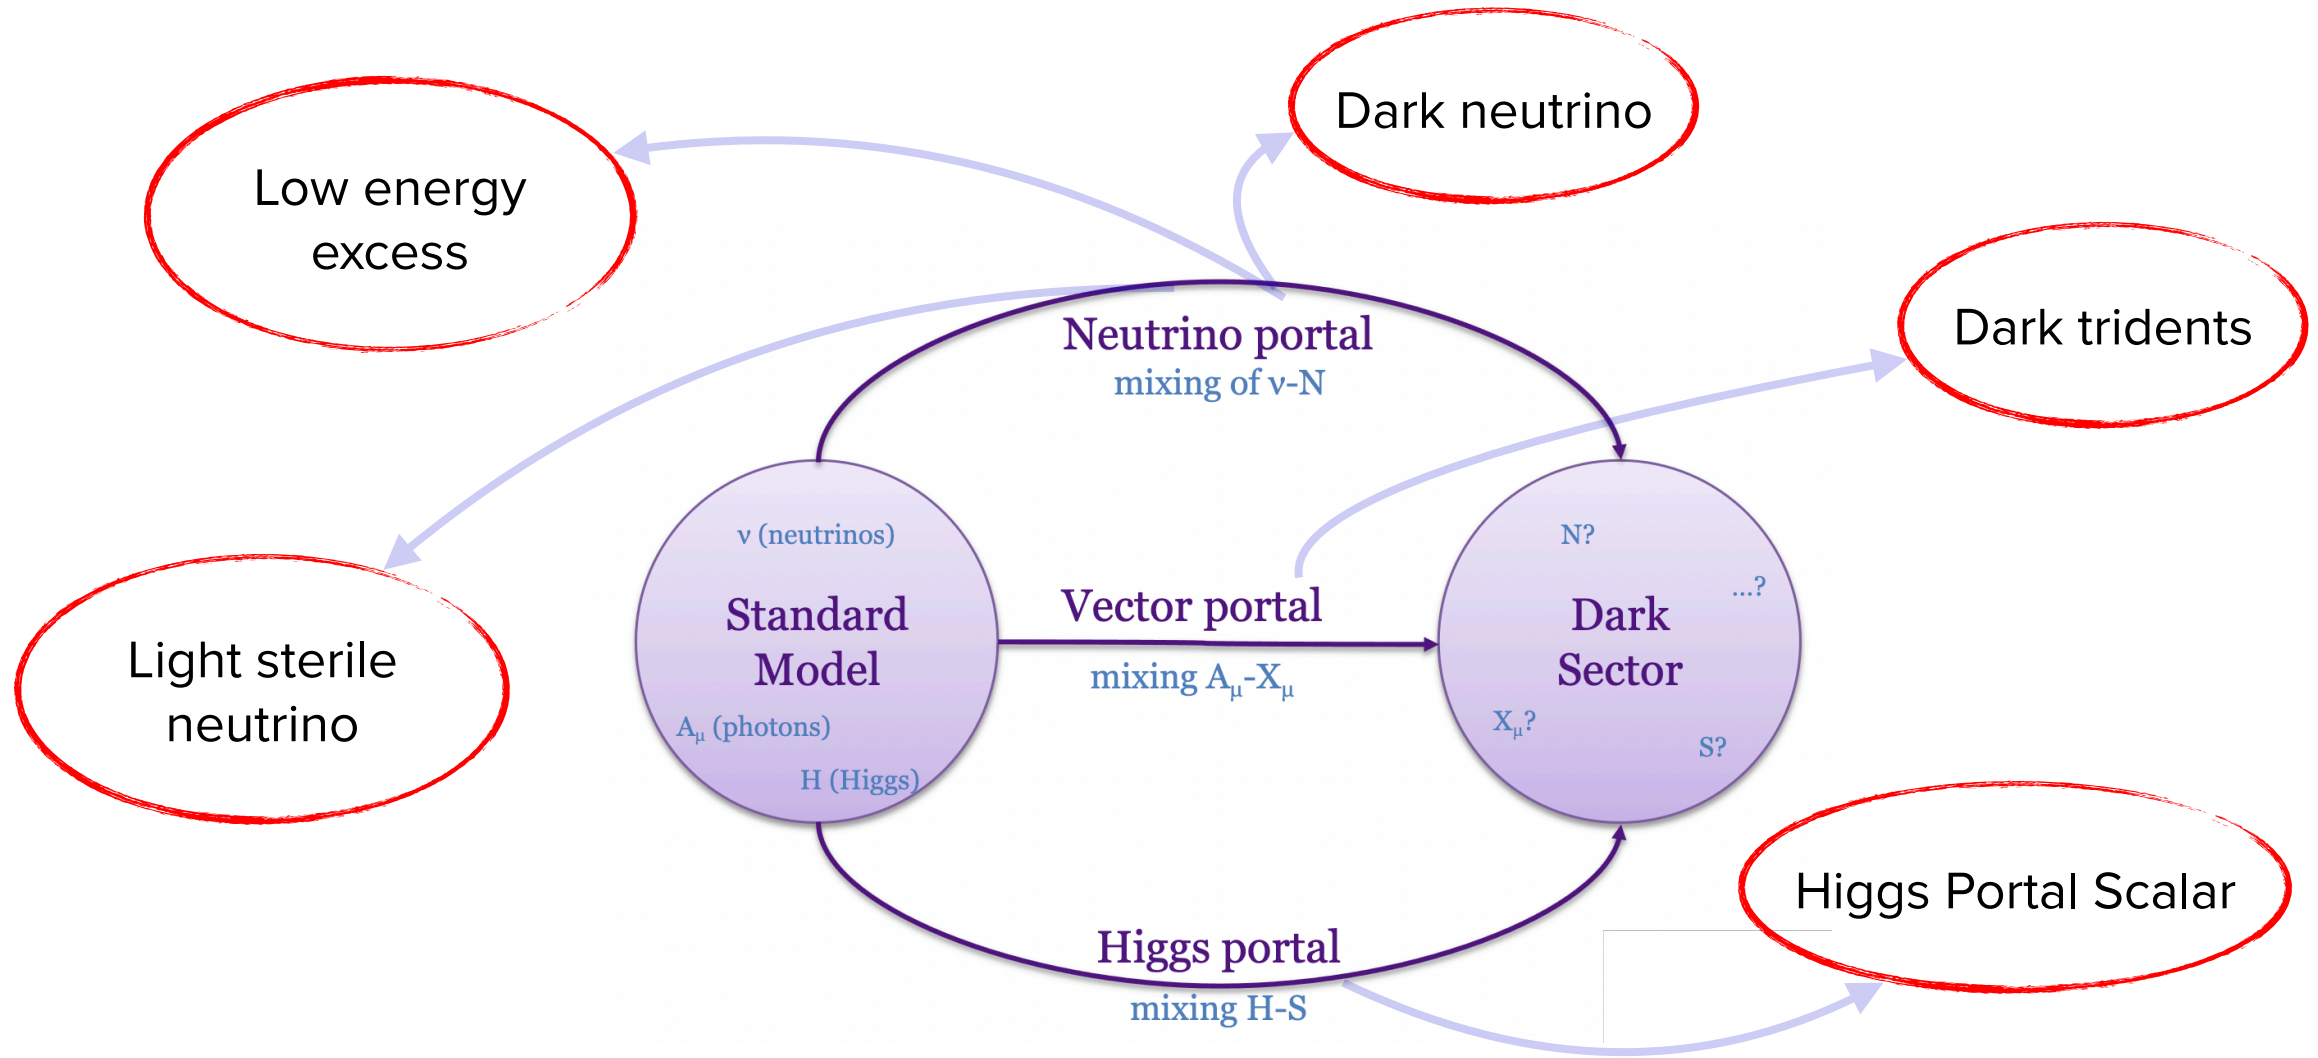 Dark neutrino
Low energy
excess
Dark tridents
Neutrino portal
mixing of ν-N
ν (neutrinos)
Standard
Model
Aμ (photons)
H (Higgs)
Vector portal
mixing Aμ-Xμ
N?
...?
Dark
Sector
Xμ?
S?
Light sterile
neutrino
Higgs Portal Scalar
Higgs portal
mixing H-S